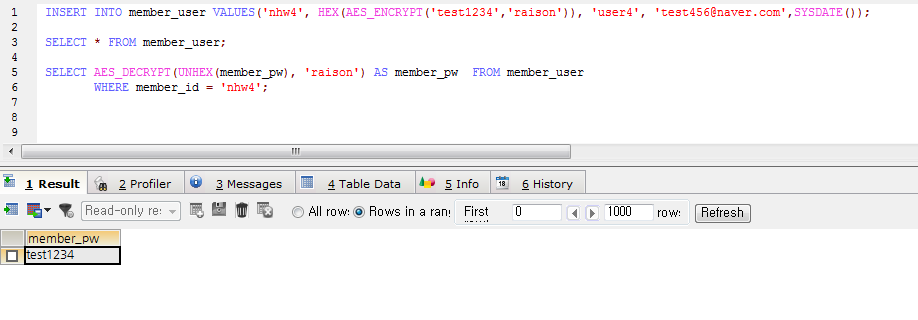 1 INSERT INTO member_user VALUES('nhw4', HEX(AES_ENCRYPT('test1234','raison')), 'user4', 'test456@naver.com',SYSDATE());
2
3 SELECT * FROM member_user;
4
5 SELECT AES_DECRYPT(UNHEX(member_pw), 'raison') AS member_pw  FROM member_user
6 WHERE member_id = 'nhw4';
7
8
9
1 Result 2 Profiler 3 Messages 4 Table Data 5 Info 6 History
Read-only re: All row: Rows in a ran First 0 1000 row: Refresh
member_pw
test1234